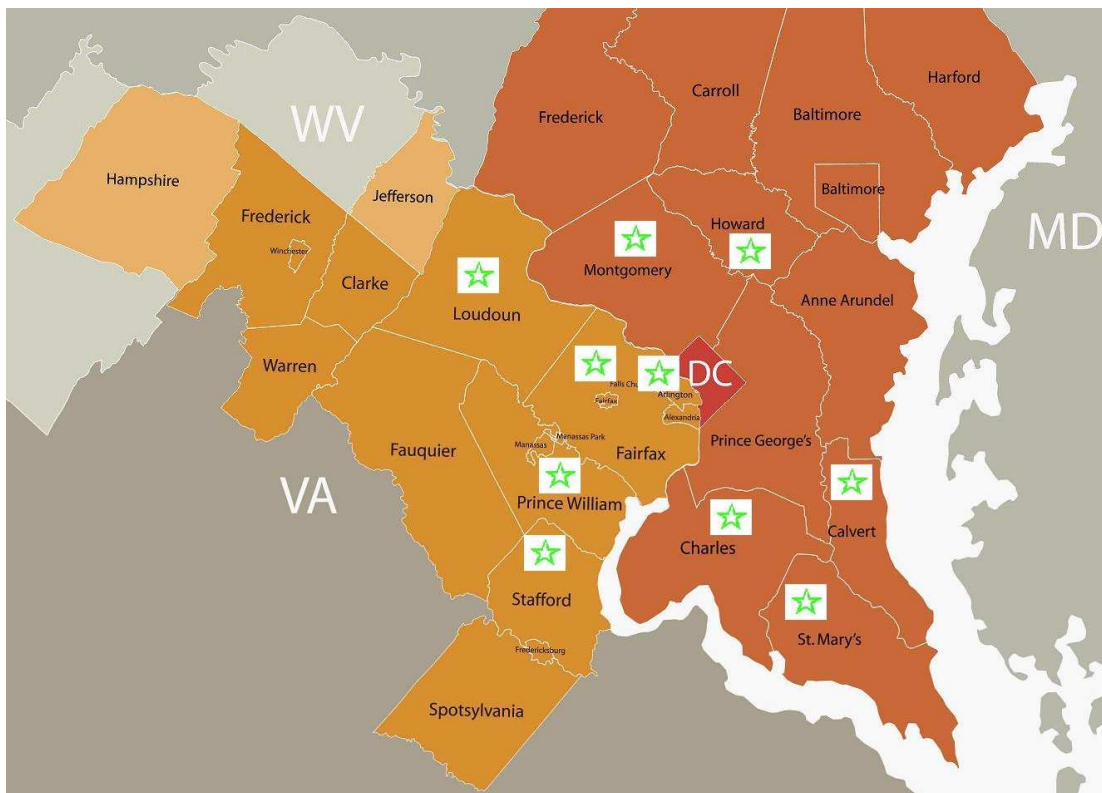 Harford
Carroll
WV
Frederick
Baltimore
Hampshire
Baltimore
Jefferson
Frederick
Howard
MD
Winchester
Montgomery
Clarke
Anne Arundel
Loudoun
Warren
DC
Falls Chu
Arlington
Fairfax
Alexandria
Manassas Park
Prince George's
Manassas
Fauquier
Fairfax
VA
Prince William
Calvert
Charles
Stafford
St. Mary's
Fredericksburg
Spotsylvania